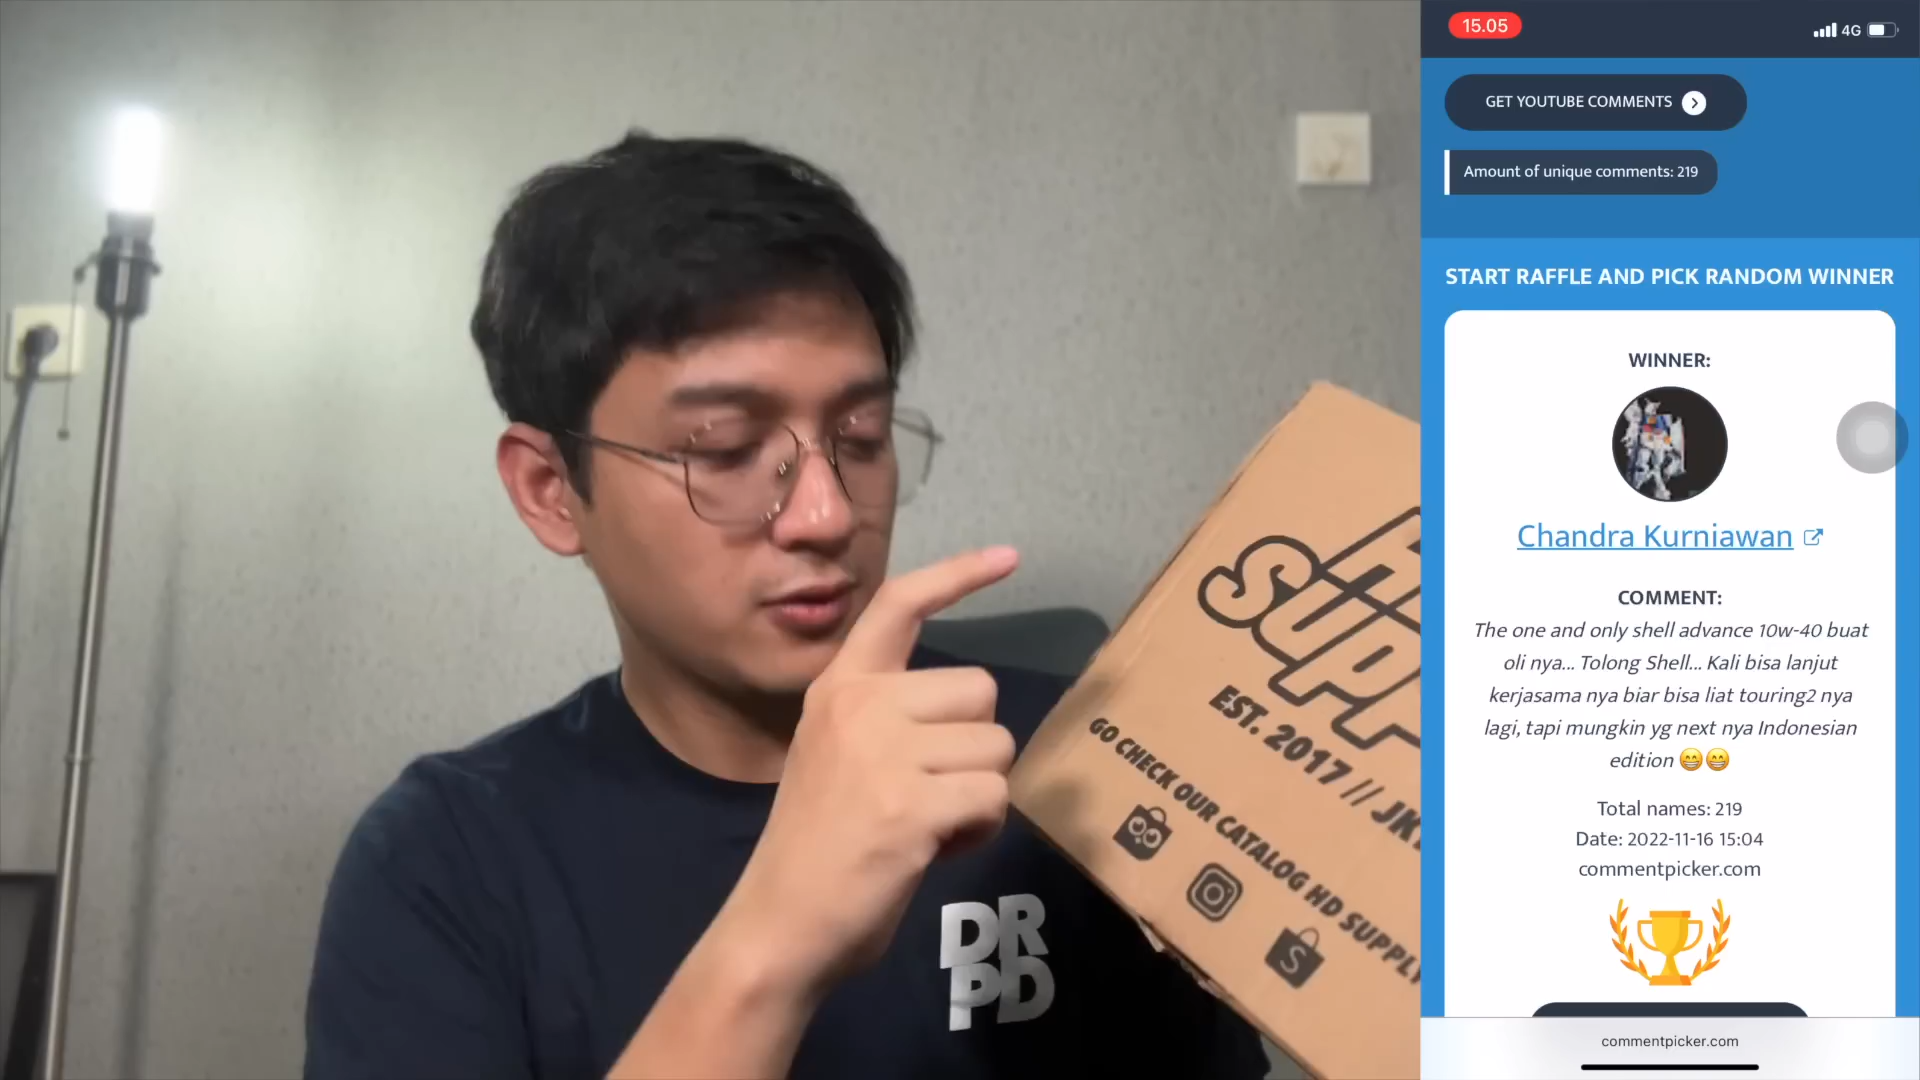 15.05
4G
GET YOUTUBE COMMENTS
Amount of unique comments: 219
START RAFFLE AND PICK RANDOM WINNER
WINNER:
Chandra Kurniawan
COMMENT:
The one and only shell advance 10w-40 buat
oli nya... Tolong Shell... Kali bisa lanjut
kerjasama nya biar bisa liat touring2 nya
lagi, tapi mungkin yg next nya Indonesian
edition 😁😁
Total names: 219
Date: 2022-11-16 15:04
commentpicker.com
commentpicker.com
SUPP
EST. 2017 // JK
GO CHECK OUR CATALOG HD SUPPLY
S
DR
PD